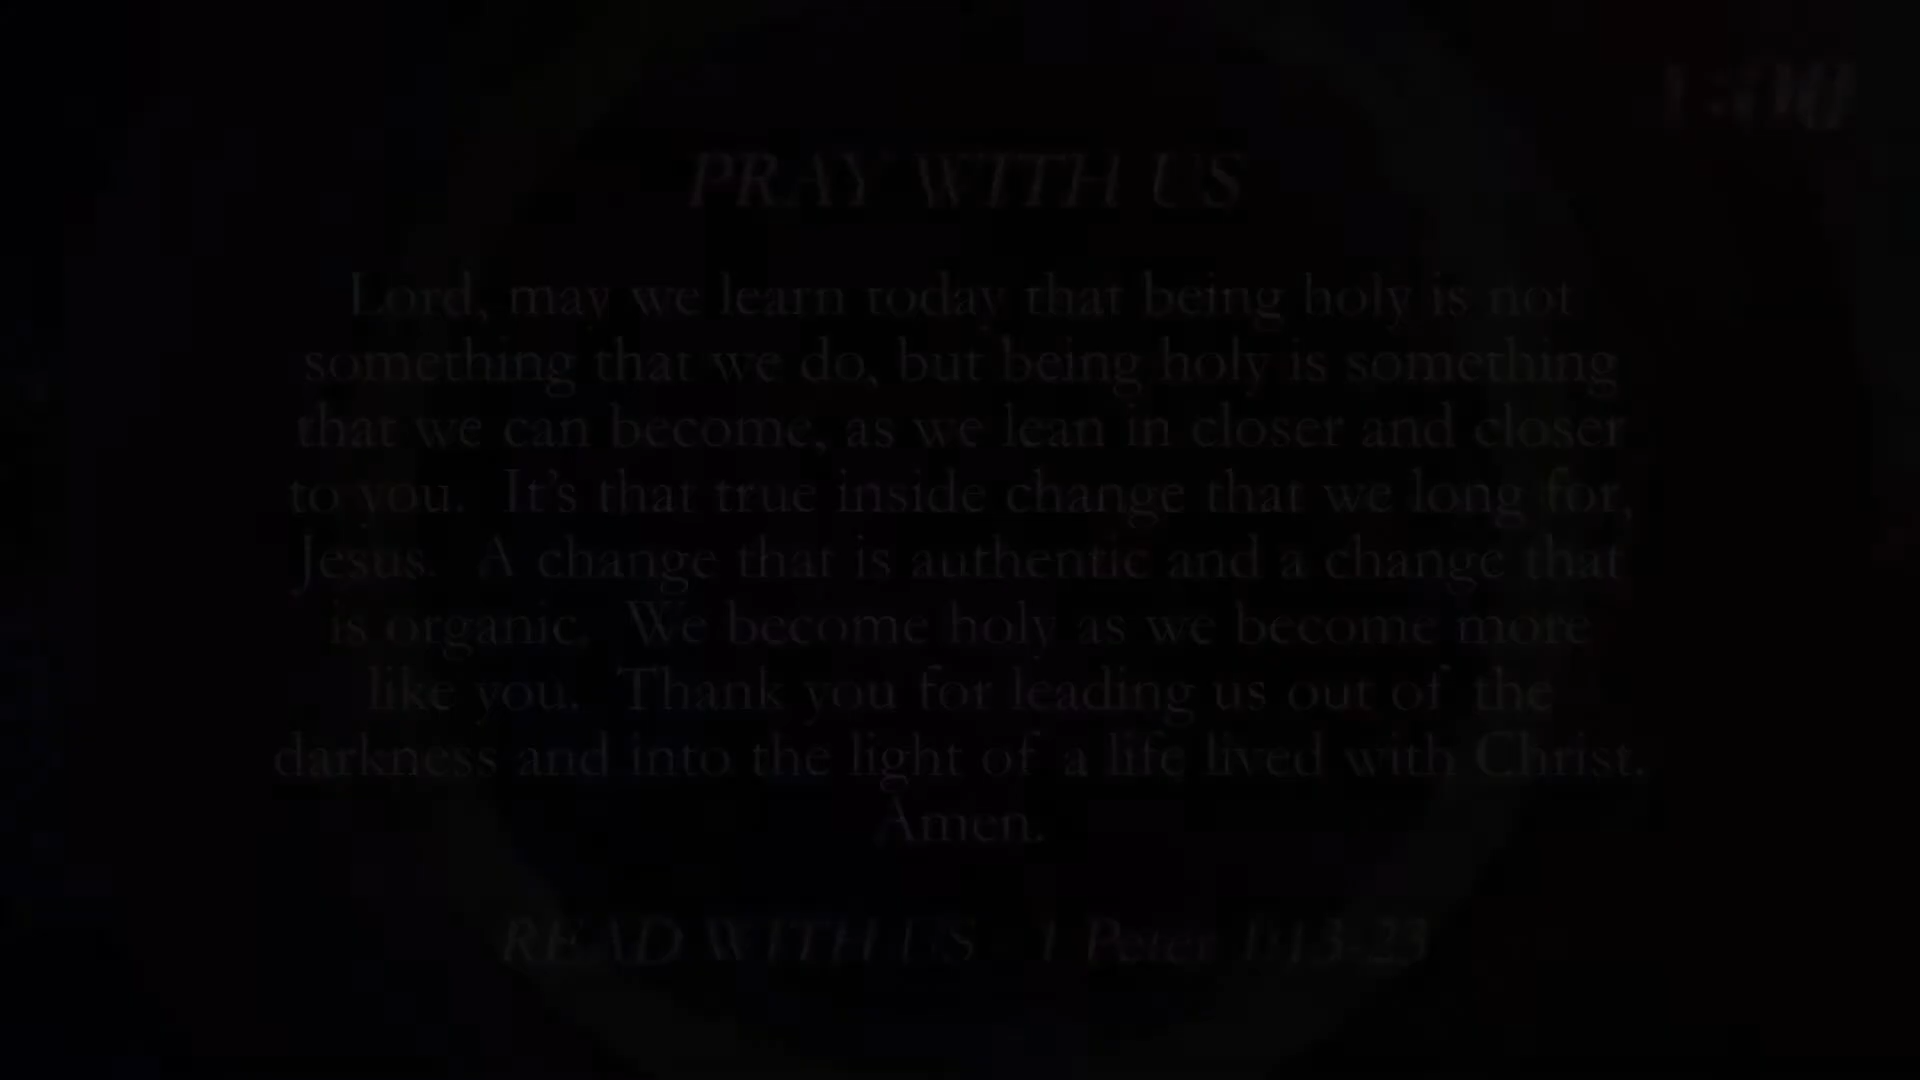 PRAY WITH US
Lord, may we learn today that being holy is not
something that we do, but being holy is something
that we can become, as we lean in closer and closer
to you. It's that true inside change that we long for,
Jesus. A change that is authentic and a change that
is organic. We become holy as we become more
like you. Thank you for leading us out of the
darkness and into the light of a life lived with Christ.
Amen.
READ WITH US 1 Peter 1:13-23